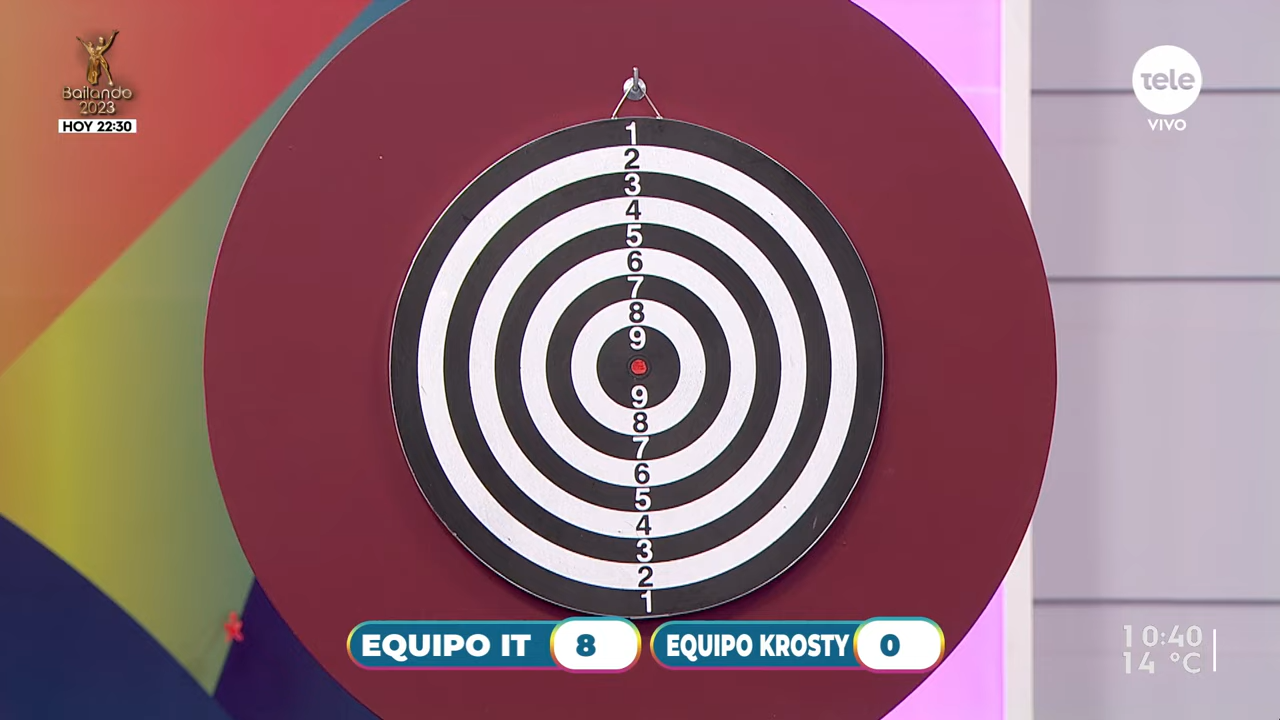 Bailando
2023
HOY 22:30
tele
VIVO
1
2
3
4
5
6
7
8
9
9
8
7
6
5
4
3
2
1
EQUIPO IT 8
EQUIPO KROSTY 0
10:40
14 °C